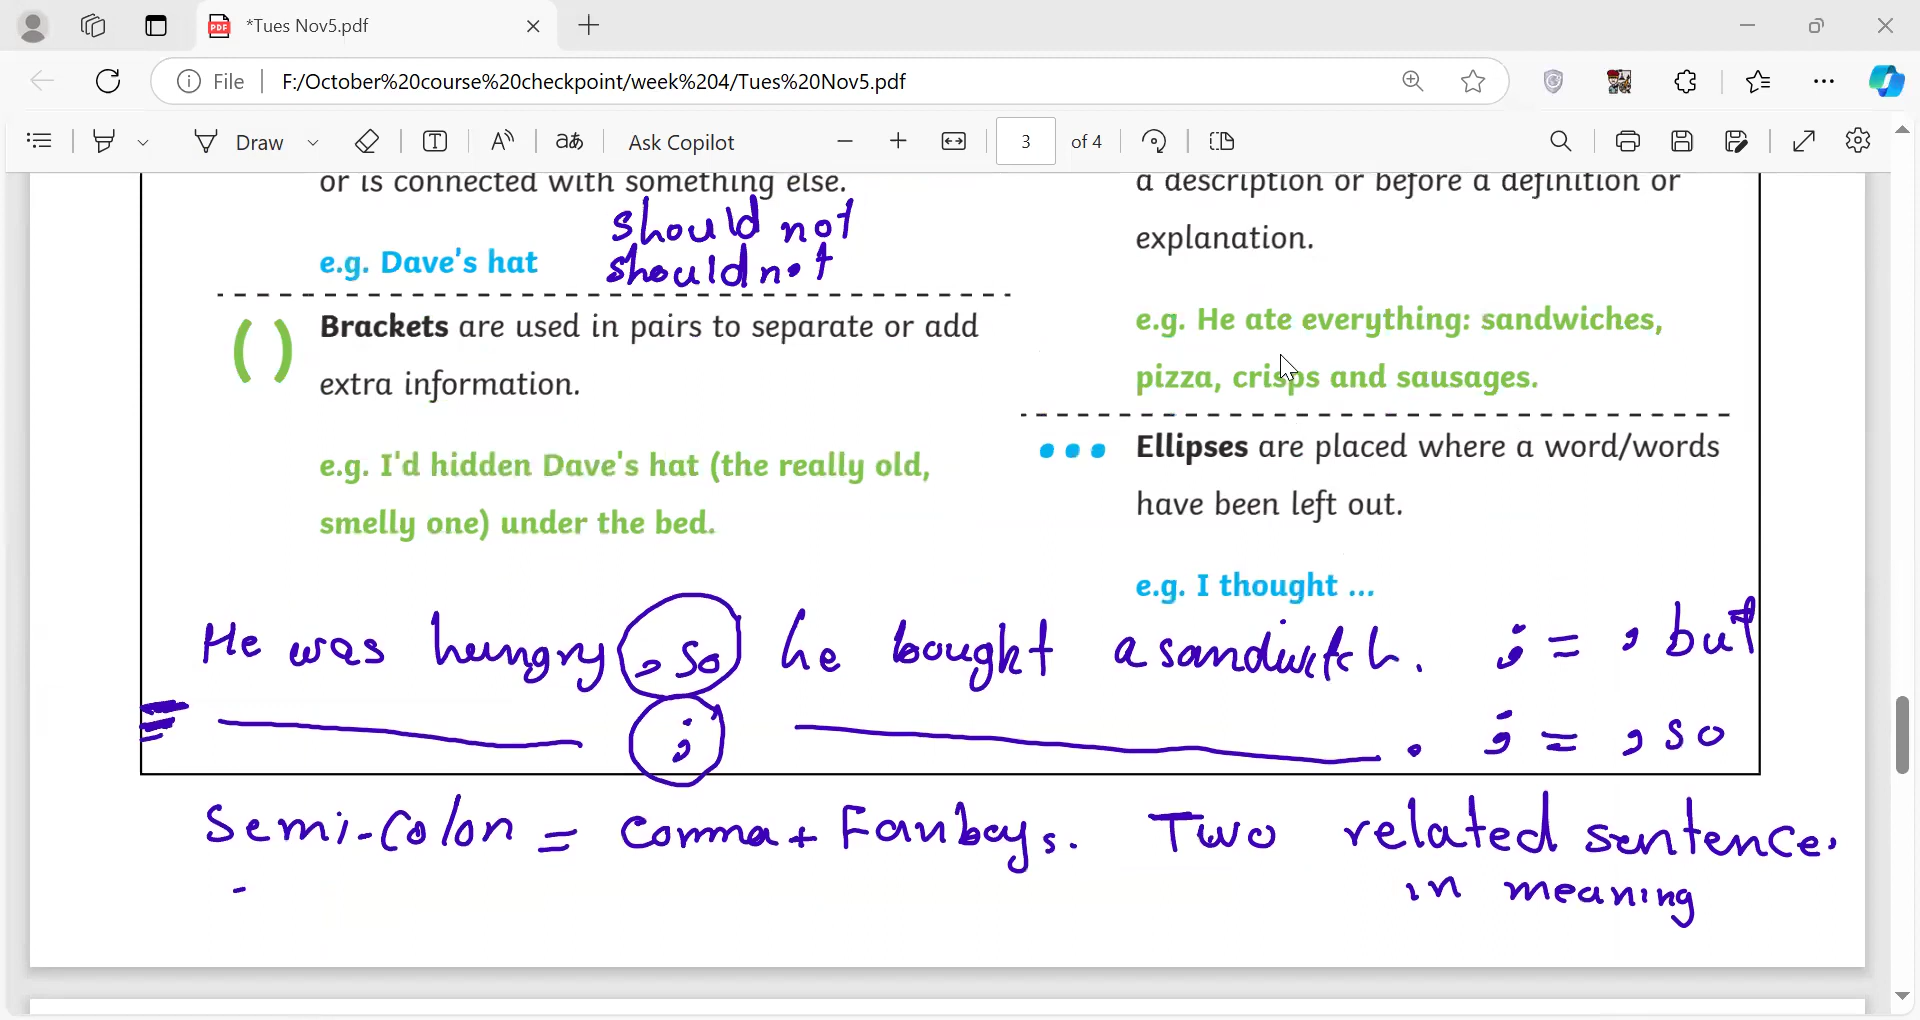 *Tues Nov5.pdf
File
F:/October%20course%20checkpoint/week%204/Tues%20Nov5.pdf
Draw
Ask Copilot
3
of 4
or is connected with something else.
should not
e.g. Dave's hat
should not
( )
Brackets are used in pairs to separate or add
extra information.
e.g. I'd hidden Dave's hat (the really old,
smelly one) under the bed.
a description or before a definition or
explanation.
e.g. He ate everything: sandwiches,
pizza, crisps and sausages.
... Ellipses are placed where a word/words
have been left out.
e.g. I thought ...
He was hungry , so he bought a sandwitch. ; = , but
; . ; = , so
Semi-Colon = Comma + Fanboys. Two related sentence.
in meaning